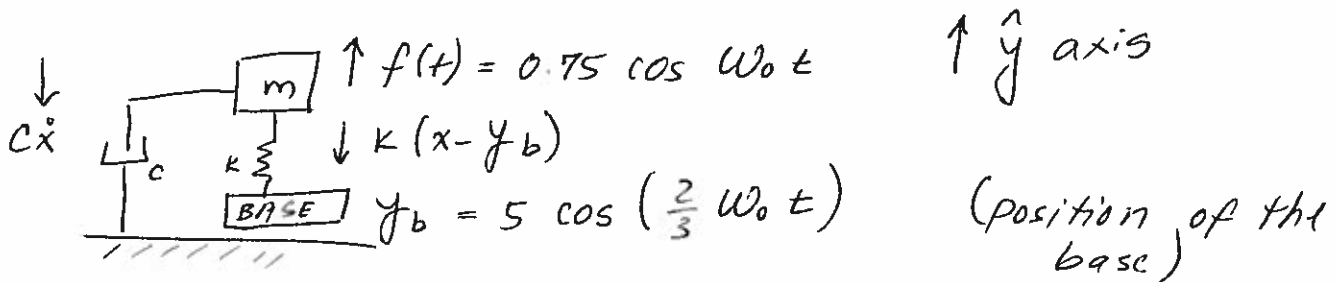 m ↑ f(t) = 0.75 cos ω₀ t ↑ ŷ axis
↓ cẋ c k ↓ k (x - y_b)
BASE y_b = 5 cos (2/3 ω₀ t) (position of the
base)